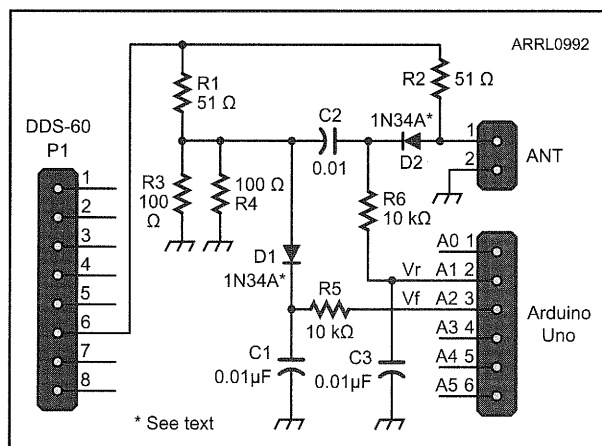 ARRL0992
R1
51 Ω
R2
51 Ω
DDS-60
P1
C2
0.01
1N34A*
D2
1
2
ANT
1
2
3
4
5
6
7
8
R3
100
Ω
100 Ω
R4
R6
10 kΩ
D1
1N34A*
Vr
Vf
R5
10 kΩ
A0 1
A1 2
A2 3
A3 4
A4 5
A5 6
Arduino
Uno
C1
0.01µF
C3
0.01µF
* See text